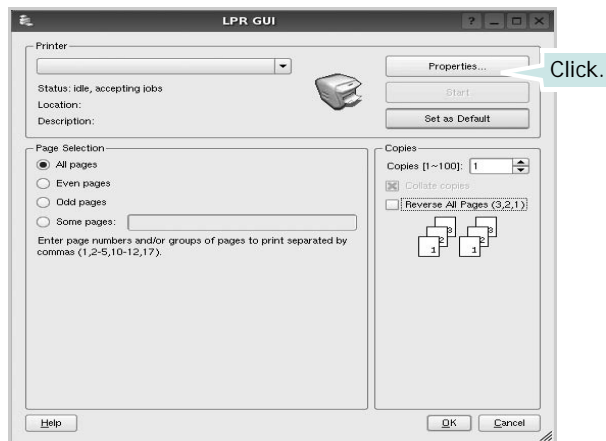 LPR GUI
Printer
Properties...
Click.
Status: idle, accepting jobs
Start
Location:
Description:
Set as Default
Page Selection
All pages
Even pages
Odd pages
Some pages:
Enter page numbers and/or groups of pages to print separated by
commas (1,2-5,10-12,17).
Copies
Copies [1~100]: 1
Collate copies
Reverse All Pages (3,2,1)
3 3
2 2
1 1
Help
OK
Cancel